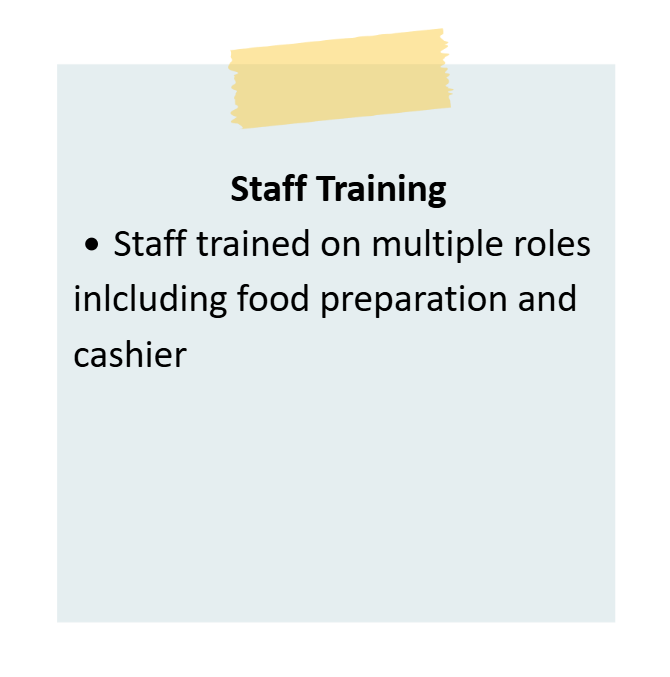 Staff Training
• Staff trained on multiple roles
inlcluding food preparation and
cashier